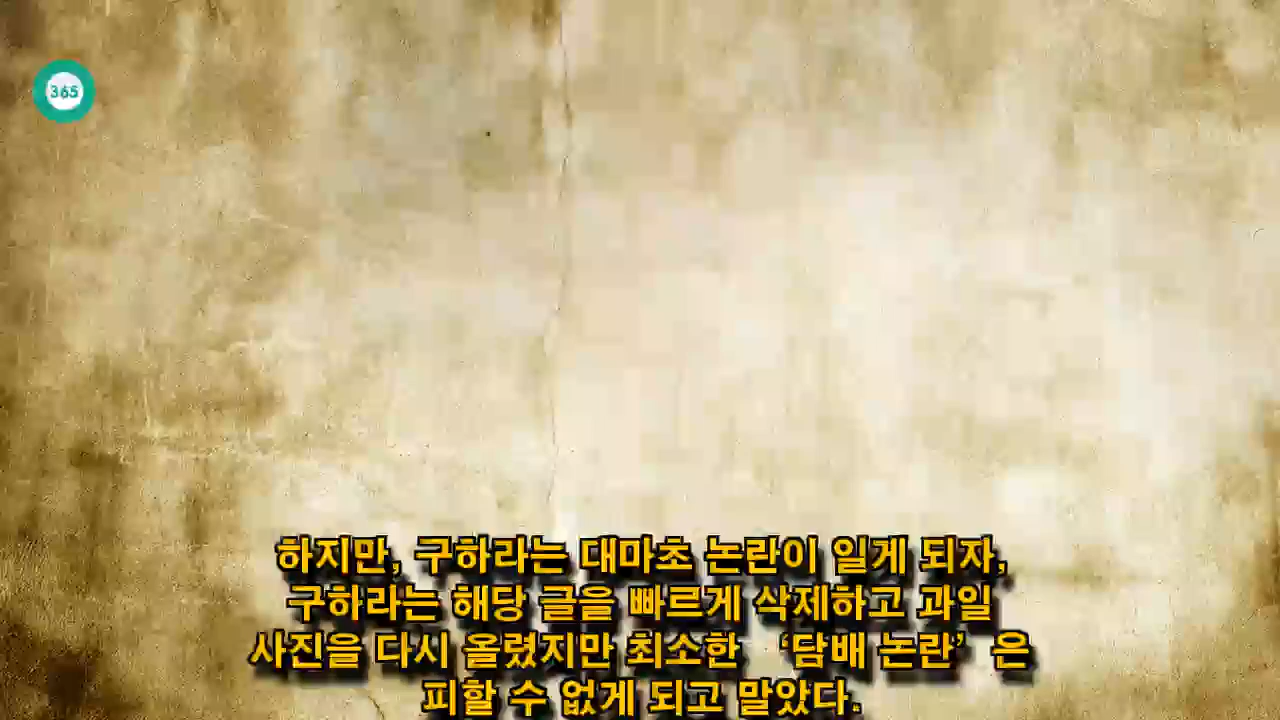 365
하지만, 구하라는 대마초 논란이 일게 되자,
구하라는 해당 글을 빠르게 삭제하고 과일
사진을 다시 올렸지만 최소한 ‘담배 논란’ 은
피할 수 없게 되고 말았다.